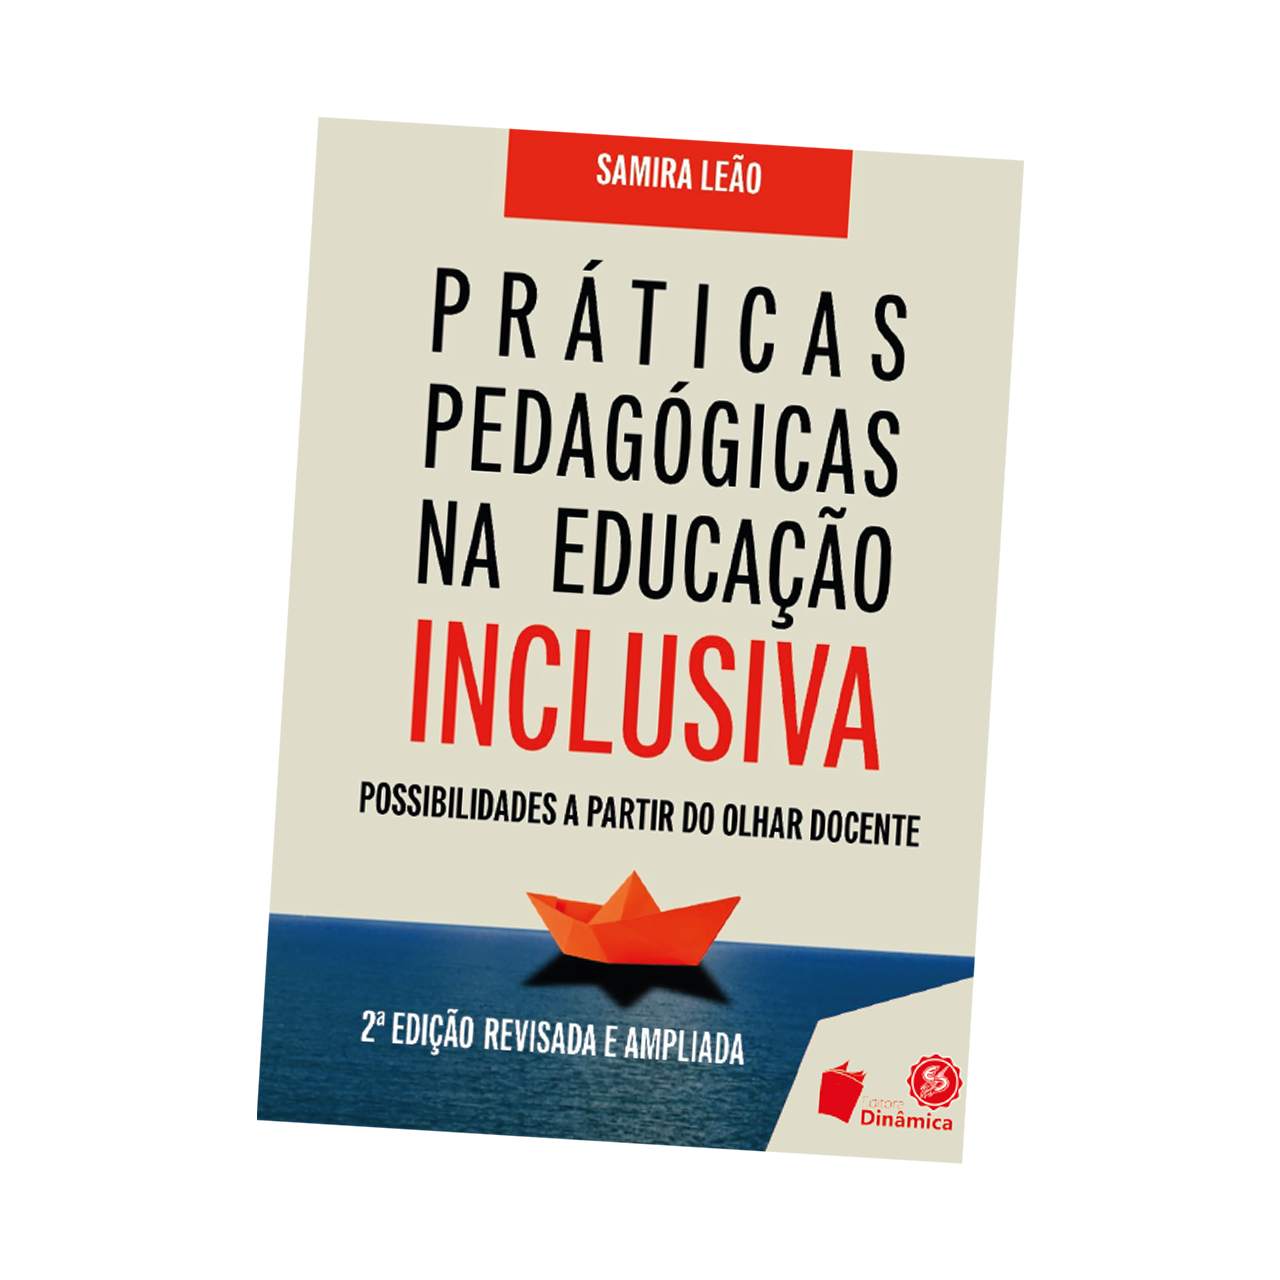 SAMIRA LEÃO
PRÁTICAS
PEDAGÓGICAS
NA EDUCAÇÃO
INCLUSIVA
POSSIBILIDADES A PARTIR DO OLHAR DOCENTE
2ª EDIÇÃO REVISADA E AMPLIADA
Editora
Dinâmica